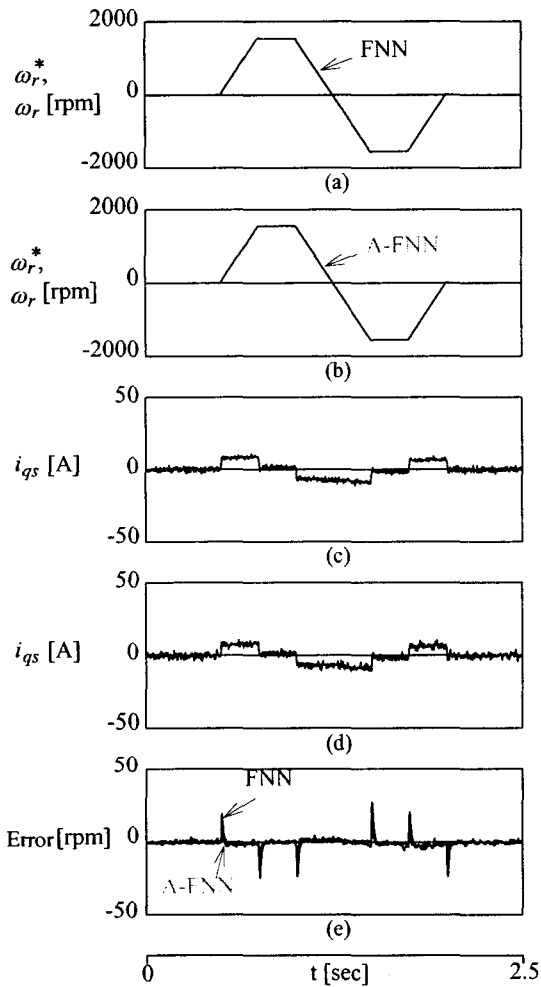 2000
FNN
ω_r^*,
ω_r [rpm]
0
-2000
(a)
2000
A-FNN
ω_r^*,
ω_r [rpm]
0
-2000
(b)
50
i_qs [A]
0
-50
(c)
50
i_qs [A]
0
-50
(d)
50
FNN
Error[rpm]
0
A-FNN
-50
(e)
0
t [sec]
2.5